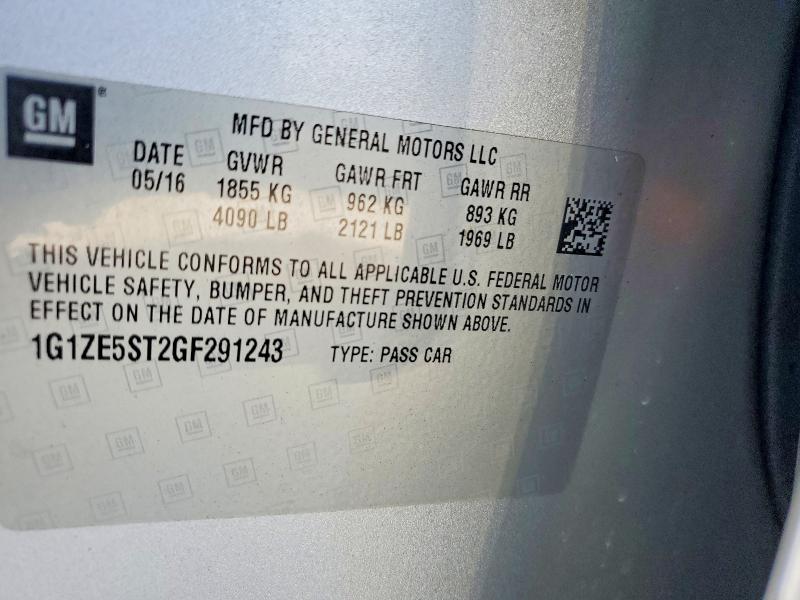 GM ®
MFD BY GENERAL MOTORS LLC
DATE GVWR GAWR FRT GAWR RR
05/16 1855 KG 962 KG 893 KG
4090 LB 2121 LB 1969 LB
THIS VEHICLE CONFORMS TO ALL APPLICABLE U.S. FEDERAL MOTOR
VEHICLE SAFETY, BUMPER, AND THEFT PREVENTION STANDARDS IN
EFFECT ON THE DATE OF MANUFACTURE SHOWN ABOVE.
1G1ZE5ST2GF291243 TYPE: PASS CAR